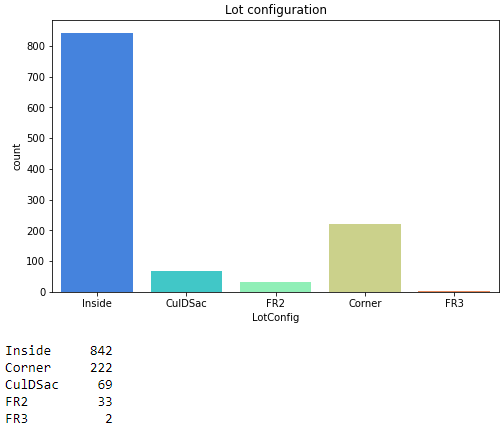 Lot configuration
800
700
600
500
400
300
200
100
0
count
Inside CulDSac FR2 Corner FR3
LotConfig
Inside 842
Corner 222
CulDSac 69
FR2 33
FR3 2